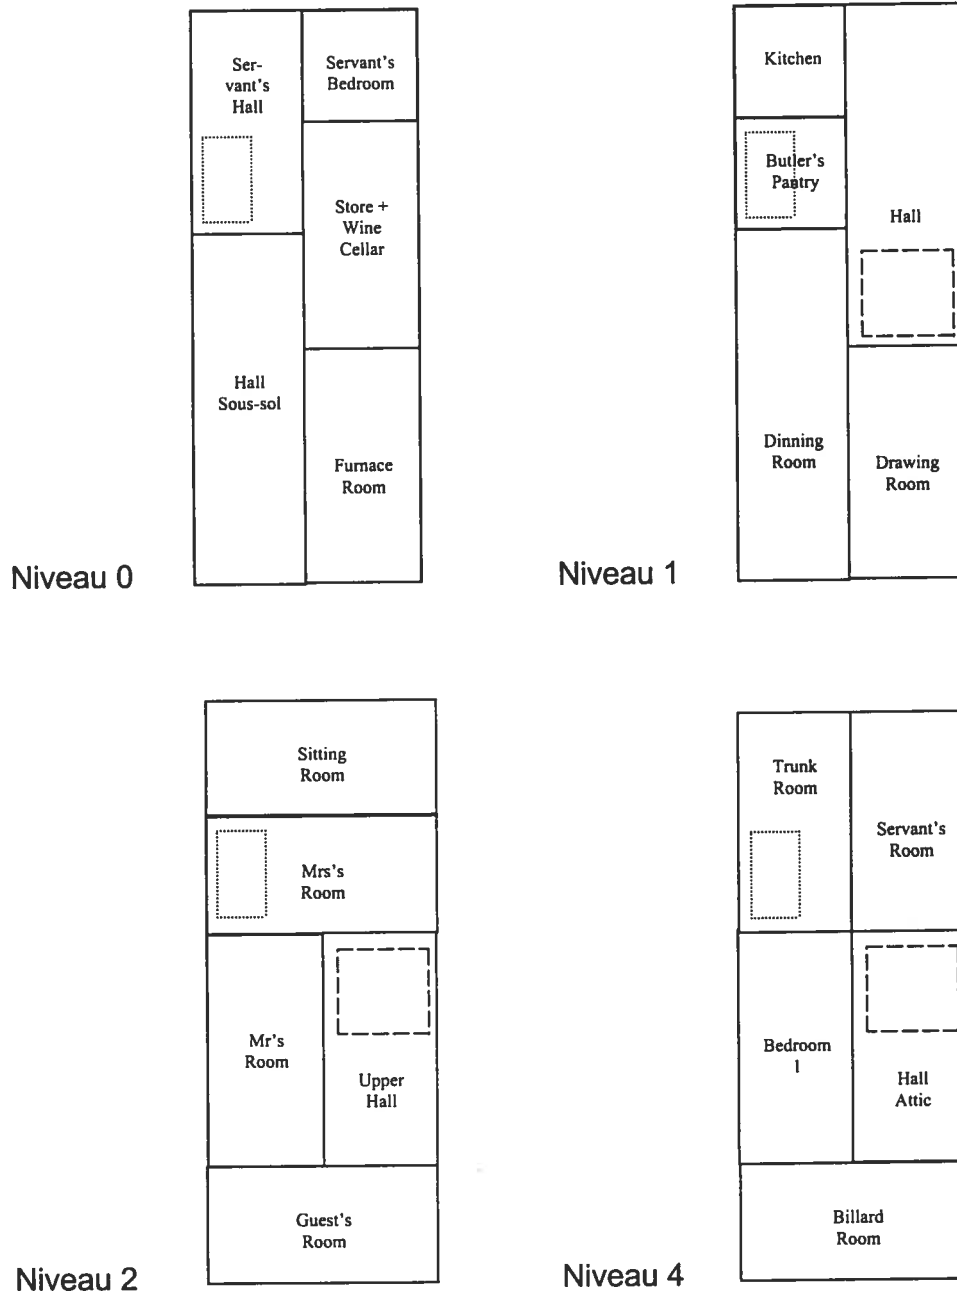 Ser-
vant's
Hall
Servant's
Bedroom
Store +
Wine
Cellar
Hall
Sous-sol
Furnace
Room
Niveau 0
Kitchen
Butler's
Pantry
Hall
Dinning
Room
Drawing
Room
Niveau 1
Sitting
Room
Mrs's
Room
Mr's
Room
Upper
Hall
Guest's
Room
Niveau 2
Trunk
Room
Servant's
Room
Bedroom
1
Hall
Attic
Billard
Room
Niveau 4